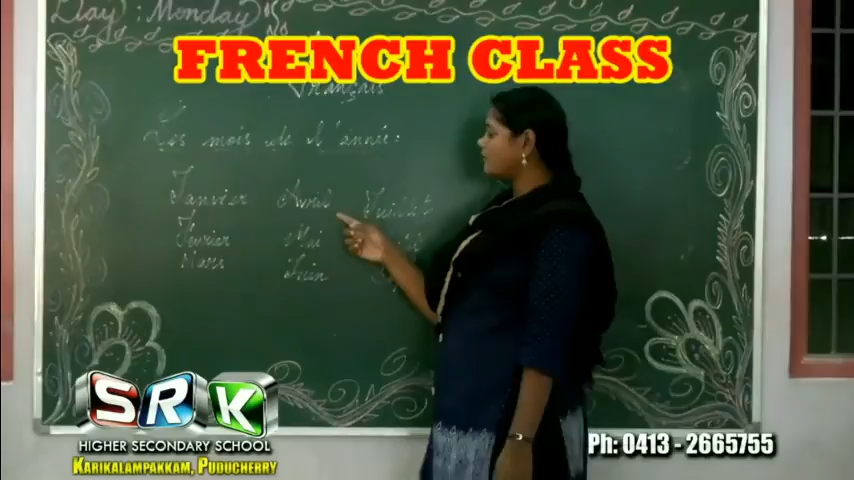 Day : Monday
FRENCH CLASS
Français
Les mois de l'année :
Janvier Avril Juillet
Février Mai
Mars Juin
SRK
HIGHER SECONDARY SCHOOL
KARIKALAMPAKKAM, PUDUCHERRY
Ph: 0413 - 2665755